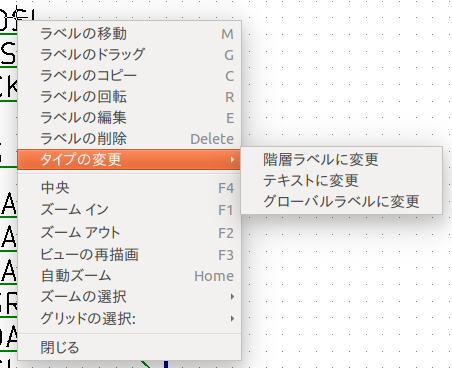 ラベルの移動 M
ラベルのドラッグ G
ラベルのコピー C
ラベルの回転 R
ラベルの編集 E
ラベルの削除 Delete
タイプの変更
階層ラベルに変更
テキストに変更
グローバルラベルに変更
中央 F4
ズーム イン F1
ズーム アウト F2
ビューの再描画 F3
自動ズーム Home
ズームの選択
グリッドの選択:
閉じる